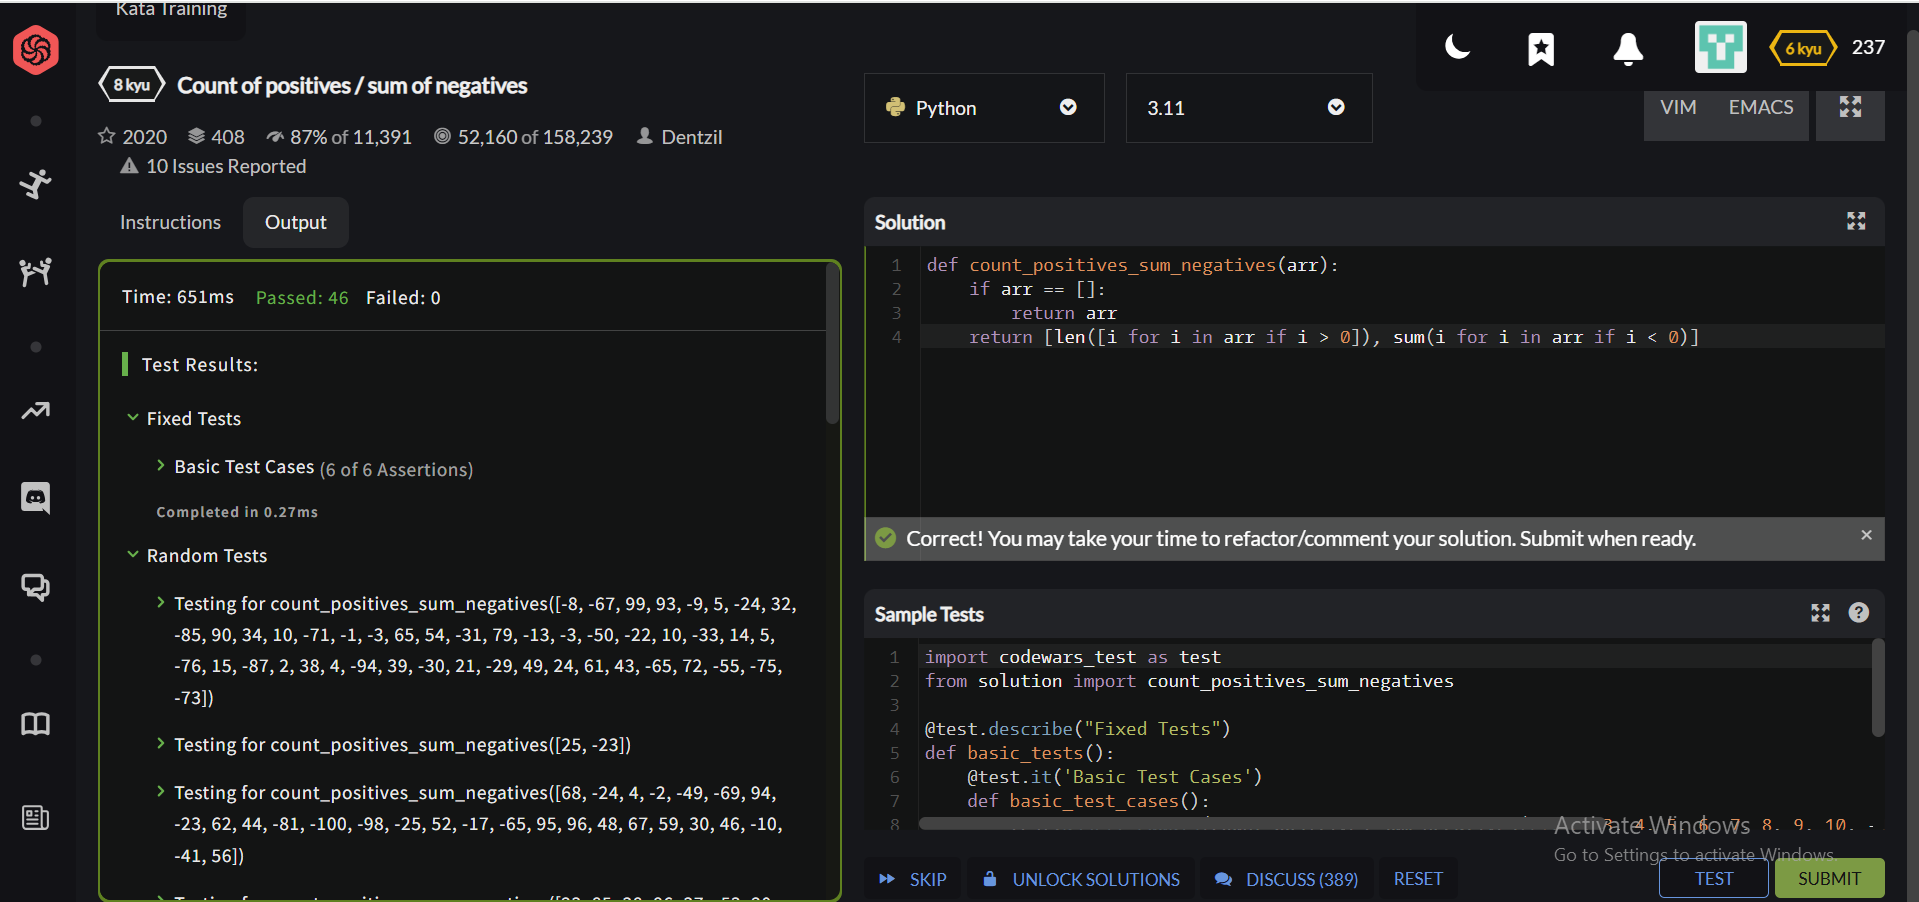 Kata Training
6 kyu 237
8 kyu Count of positives / sum of negatives
2020 408 87% of 11,391 52,160 of 158,239 Dentzil
10 Issues Reported
Python 3.11 VIM EMACS
Instructions Output
Time: 651ms Passed: 46 Failed: 0
Test Results:
Fixed Tests
Basic Test Cases (6 of 6 Assertions)
Completed in 0.27ms
Random Tests
Testing for count_positives_sum_negatives([-8, -67, 99, 93, -9, 5, -24, 32,
-85, 90, 34, 10, -71, -1, -3, 65, 54, -31, 79, -13, -3, -50, -22, 10, -33, 14, 5,
-76, 15, -87, 2, 38, 4, -94, 39, -30, 21, -29, 49, 24, 61, 43, -65, 72, -55, -75,
-73])
Testing for count_positives_sum_negatives([25, -23])
Testing for count_positives_sum_negatives([68, -24, 4, -2, -49, -69, 94,
-23, 62, 44, -81, -100, -98, -25, 52, -17, -65, 95, 96, 48, 67, 59, 30, 46, -10,
-41, 56])
Solution
1 def count_positives_sum_negatives(arr):
2 if arr == []:
3 return arr
4 return [len([i for i in arr if i > 0]), sum(i for i in arr if i < 0)]
Correct! You may take your time to refactor/comment your solution. Submit when ready.
Sample Tests
1 import codewars_test as test
2 from solution import count_positives_sum_negatives
3
4 @test.describe("Fixed Tests")
5 def basic_tests():
6 @test.it('Basic Test Cases')
7 def basic_test_cases():
8 3, 4, 5, 6, 7, 8, 9, 10, -
Activate Windows
Go to Settings to activate Windows.
SKIP UNLOCK SOLUTIONS DISCUSS (389) RESET TEST SUBMIT